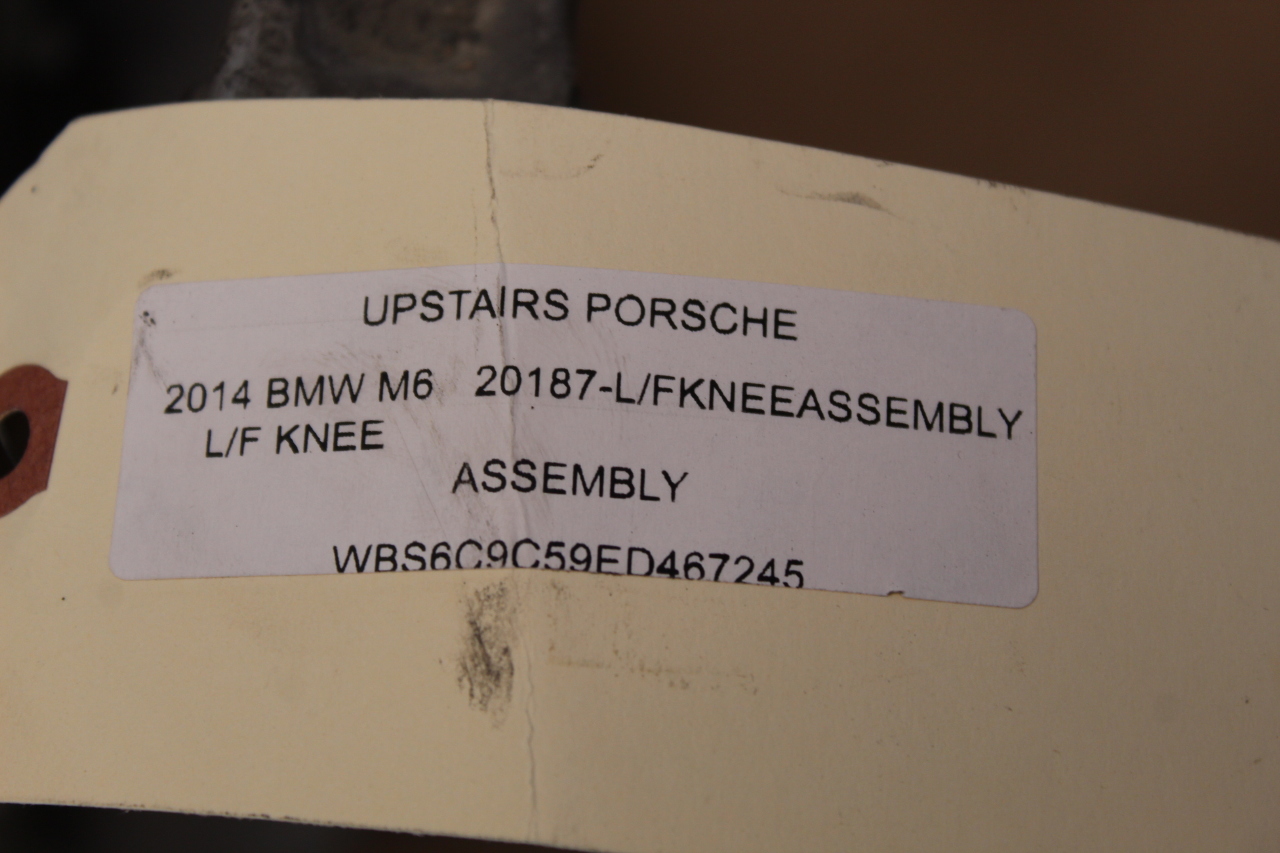 UPSTAIRS PORSCHE
2014 BMW M6 20187-L/FKNEEASSEMBLY
L/F KNEE
ASSEMBLY
WBS6C9C59ED467245